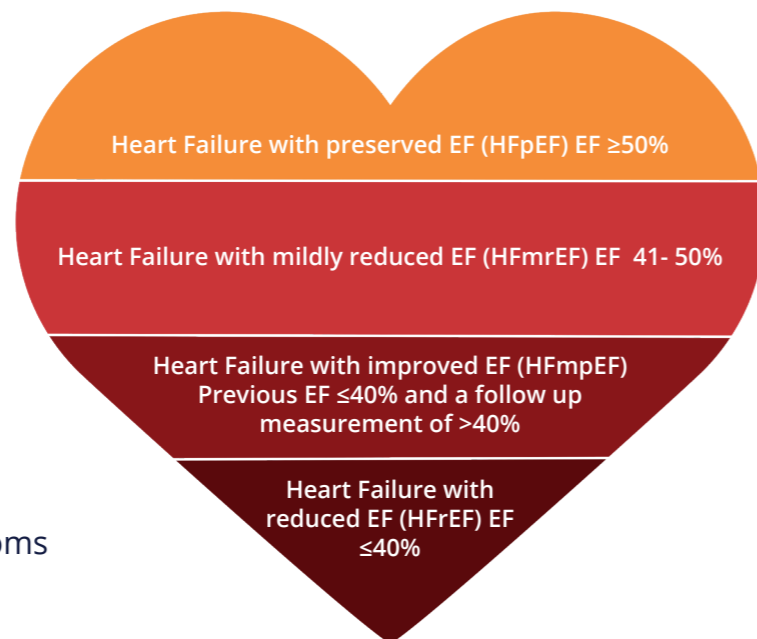 Heart Failure with preserved EF (HFpEF) EF ≥50%
Heart Failure with mildly reduced EF (HFmrEF) EF 41- 50%
Heart Failure with improved EF (HFmpEF)
Previous EF ≤40% and a follow up
measurement of >40%
Heart Failure with
reduced EF (HFrEF) EF
≤40%
oms